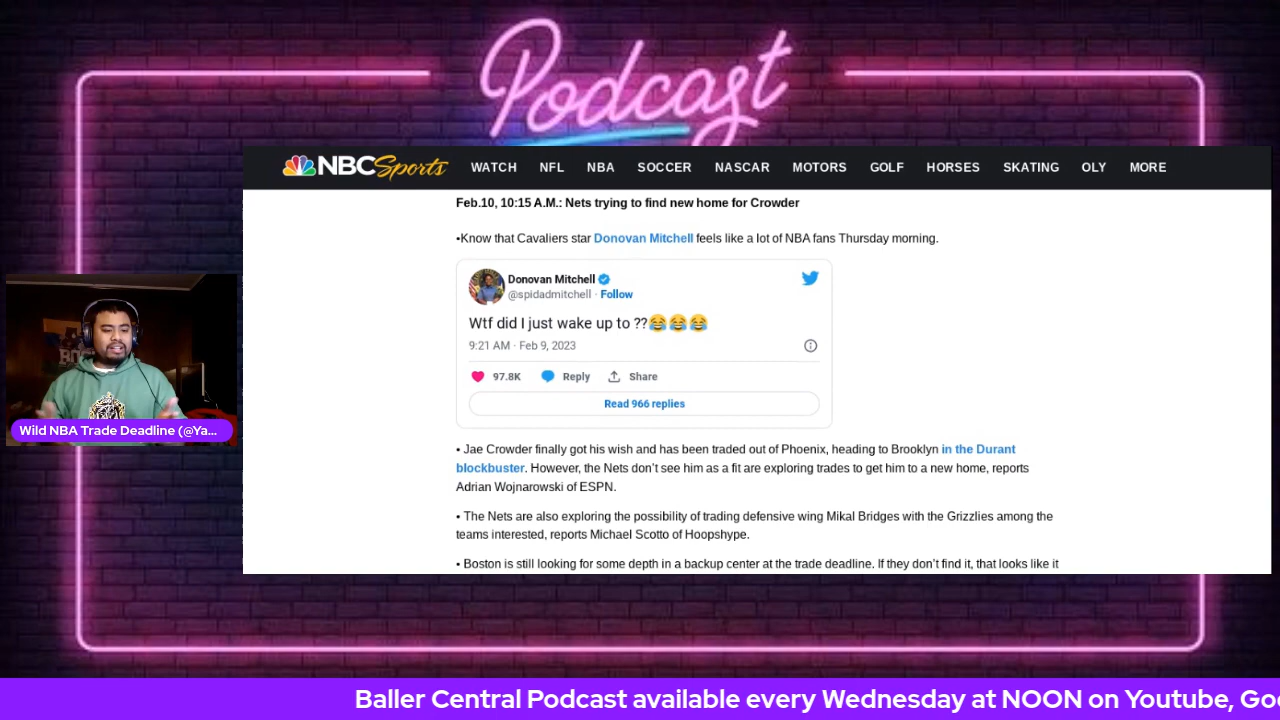 Podcast
NBC Sports WATCH NFL NBA SOCCER NASCAR MOTORS GOLF HORSES SKATING OLY MORE
Feb.10, 10:15 A.M.: Nets trying to find new home for Crowder
•Know that Cavaliers star Donovan Mitchell feels like a lot of NBA fans Thursday morning.
Donovan Mitchell
@spidadmitchell · Follow
Wtf did I just wake up to ??😂😂😂
9:21 AM · Feb 9, 2023
97.8K Reply Share
Read 966 replies
• Jae Crowder finally got his wish and has been traded out of Phoenix, heading to Brooklyn in the Durant
blockbuster. However, the Nets don’t see him as a fit are exploring trades to get him to a new home, reports
Adrian Wojnarowski of ESPN.
• The Nets are also exploring the possibility of trading defensive wing Mikal Bridges with the Grizzlies among the
teams interested, reports Michael Scotto of Hoopshype.
• Boston is still looking for some depth in a backup center at the trade deadline. If they don’t find it, that looks like it
Wild NBA Trade Deadline (@Ya...
Baller Central Podcast available every Wednesday at NOON on Youtube, Go